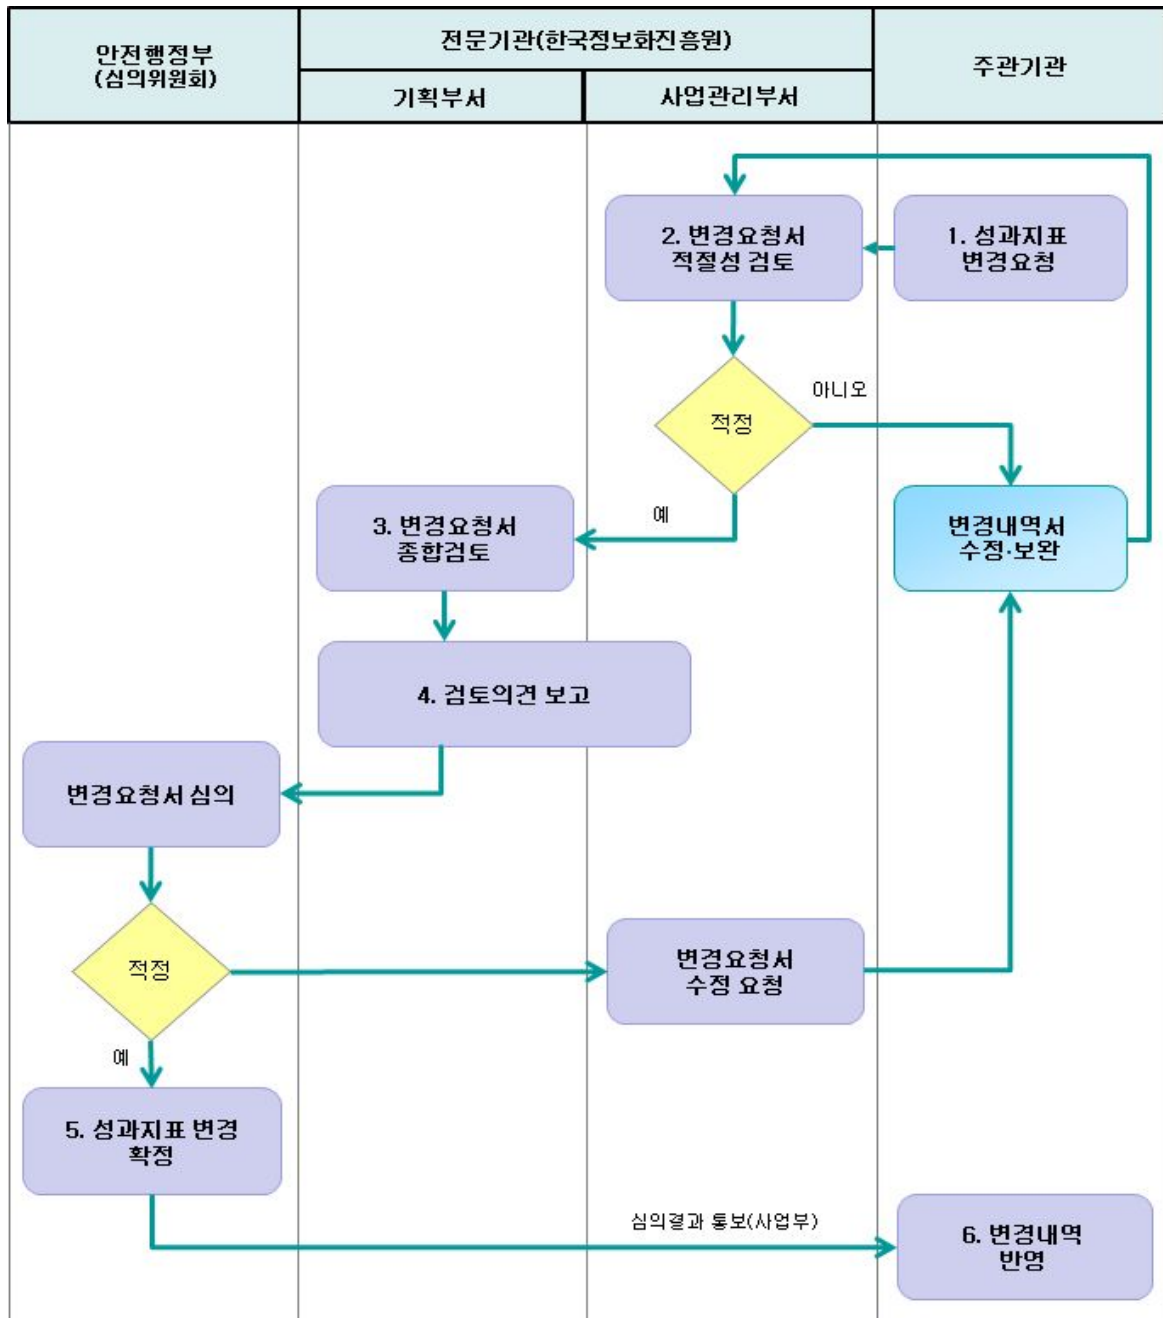 안전행정부
(심의위원회)
전문기관(한국정보화진흥원)
주관기관
기획부서
사업관리부서
2. 변경요청서
적절성 검토
1. 성과지표
변경요청
적정
아니오
예
3. 변경요청서
종합검토
변경내역서
수정·보완
4. 검토의견 보고
변경요청서 심의
적정
변경요청서
수정 요청
예
5. 성과지표 변경
확정
심의결과 통보(사업부)
6. 변경내역
반영